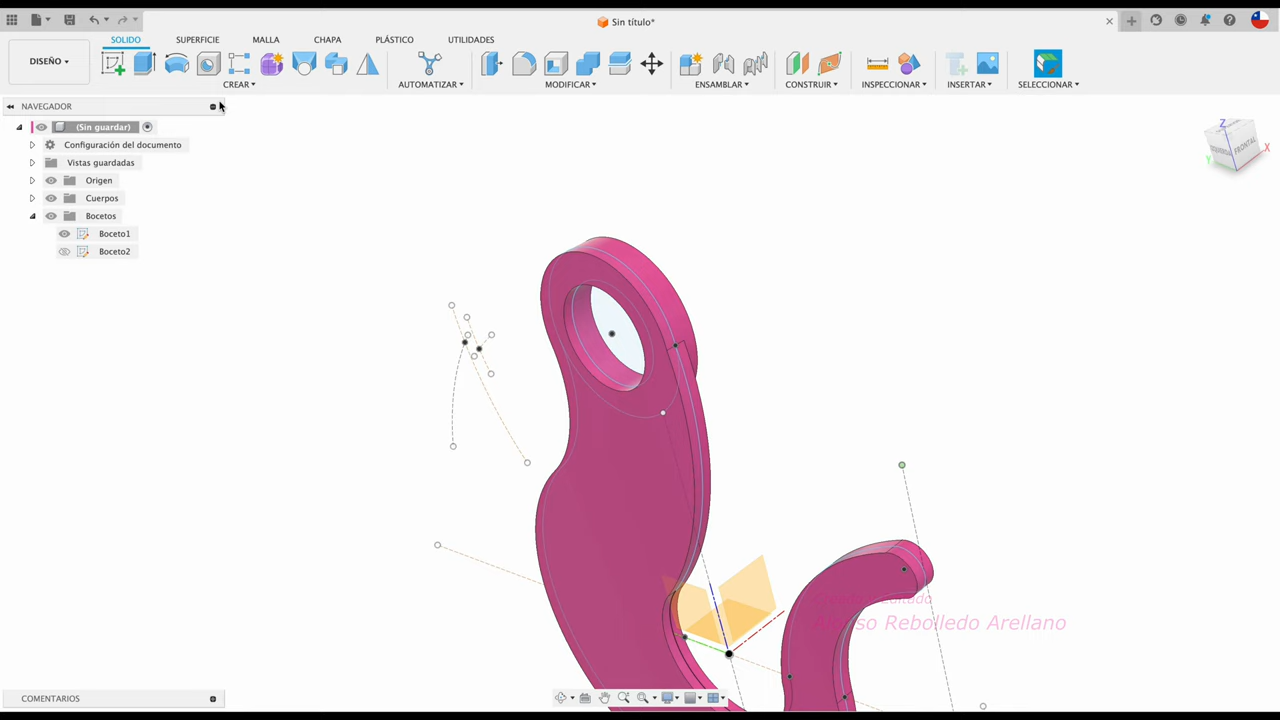 Sin título*
DISEÑO
SOLIDO
SUPERFICIE
MALLA
CHAPA
PLÁSTICO
UTILIDADES
CREAR
AUTOMATIZAR
MODIFICAR
ENSAMBLAR
CONSTRUIR
INSPECCIONAR
INSERTAR
SELECCIONAR
NAVEGADOR
(Sin guardar)
Configuración del documento
Vistas guardadas
Origen
Cuerpos
Bocetos
Boceto1
Boceto2
Z
FRONTAL
X
Y
Rebolledo Arellano
COMENTARIOS